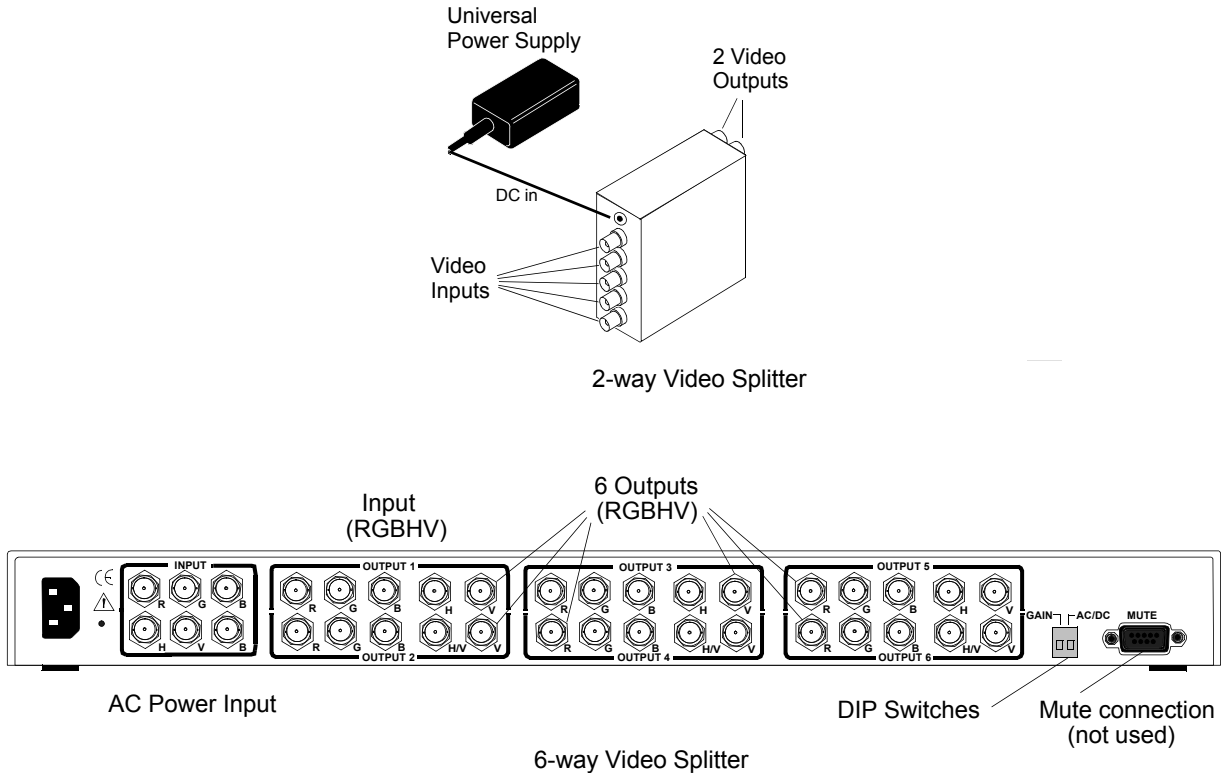 Universal
Power Supply
2 Video
Outputs
DC in
Video
Inputs
2-way Video Splitter
Input
(RGBHV)
6 Outputs
(RGBHV)
CE
INPUT
OUTPUT 1
OUTPUT 3
OUTPUT 5
R G B
R G B H V
R G B H V
R G B H V
GAIN AC/DC
MUTE
H V B
R G B H/V V
R G B H/V V
R G B H/V V
OUTPUT 2
OUTPUT 4
OUTPUT 6
AC Power Input
DIP Switches
Mute connection
(not used)
6-way Video Splitter